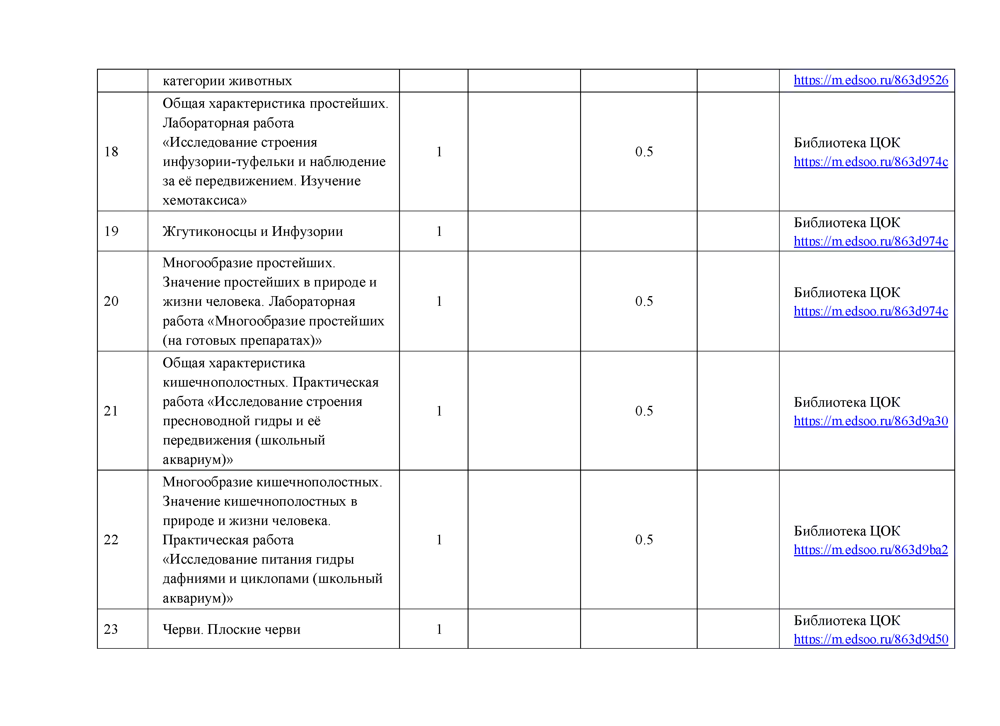 категории животных
https://m.edsoo.ru/863d9526
18
Общая характеристика простейших.
Лабораторная работа
«Исследование строения
инфузории-туфельки и наблюдение
за её передвижением. Изучение
хемотаксиса»
1
0.5
Библиотека ЦОК
https://m.edsoo.ru/863d974c
19
Жгутиконосцы и Инфузории
1
Библиотека ЦОК
https://m.edsoo.ru/863d974c
20
Многообразие простейших.
Значение простейших в природе и
жизни человека. Лабораторная
работа «Многообразие простейших
(на готовых препаратах)»
1
0.5
Библиотека ЦОК
https://m.edsoo.ru/863d974c
21
Общая характеристика
кишечнополостных. Практическая
работа «Исследование строения
пресноводной гидры и её
передвижения (школьный
аквариум)»
1
0.5
Библиотека ЦОК
https://m.edsoo.ru/863d9a30
22
Многообразие кишечнополостных.
Значение кишечнополостных в
природе и жизни человека.
Практическая работа
«Исследование питания гидры
дафниями и циклопами (школьный
аквариум)»
1
0.5
Библиотека ЦОК
https://m.edsoo.ru/863d9ba2
23
Черви. Плоские черви
1
Библиотека ЦОК
https://m.edsoo.ru/863d9d50